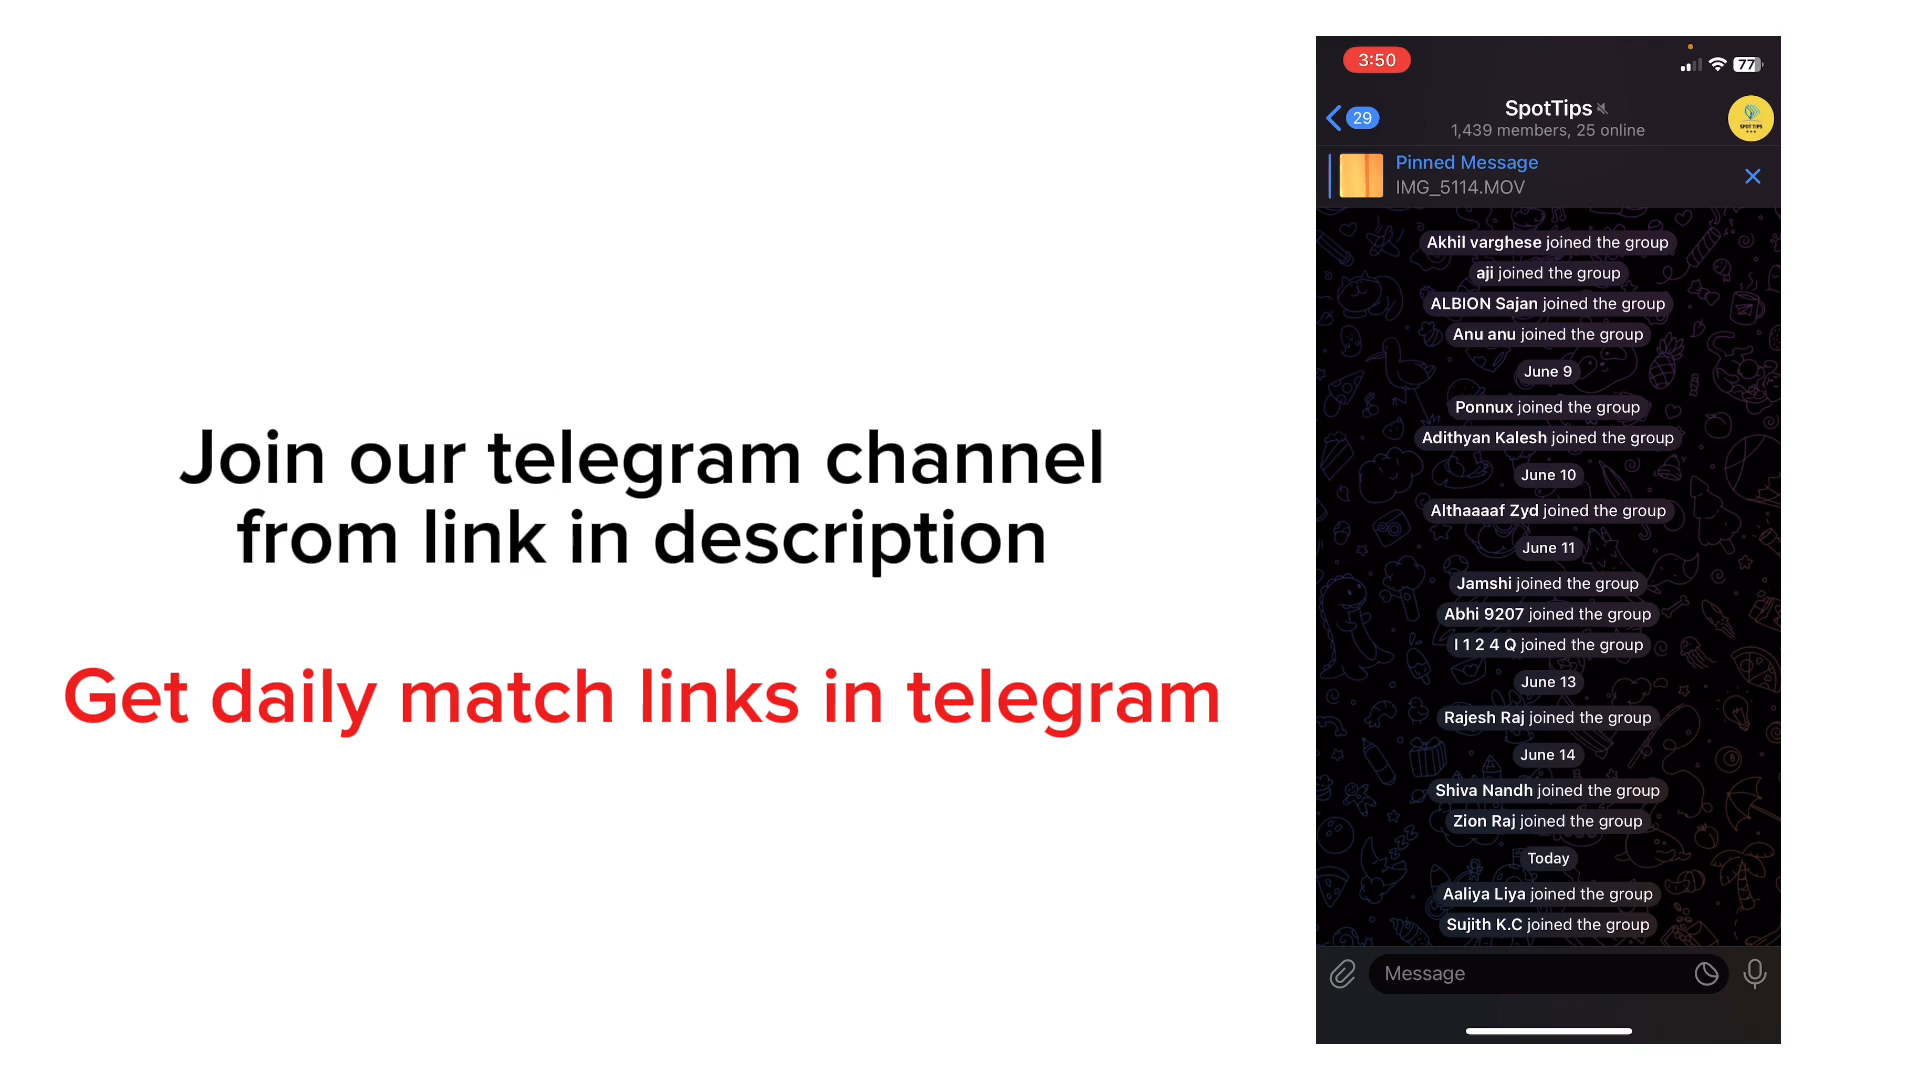 Join our telegram channel
from link in description
Get daily match links in telegram
3:50
77
29
SpotTips
1,439 members, 25 online
SPOT TIPS
Pinned Message
IMG_5114.MOV
Akhil varghese joined the group
aji joined the group
ALBION Sajan joined the group
Anu anu joined the group
June 9
Ponnux joined the group
Adithyan Kalesh joined the group
June 10
Althaaaaf Zyd joined the group
June 11
Jamshi joined the group
Abhi 9207 joined the group
I 1 2 4 Q joined the group
June 13
Rajesh Raj joined the group
June 14
Shiva Nandh joined the group
Zion Raj joined the group
Today
Aaliya Liya joined the group
Sujith K.C joined the group
Message